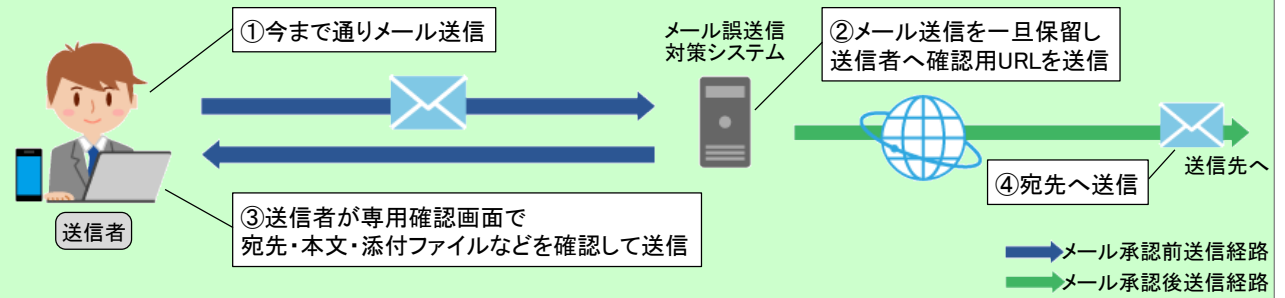 ①今まで通りメール送信
メール誤送信
対策システム
②メール送信を一旦保留し
送信者へ確認用URLを送信
送信先へ
④宛先へ送信
③送信者が専用確認画面で
宛先・本文・添付ファイルなどを確認して送信
送信者
メール承認前送信経路
メール承認後送信経路